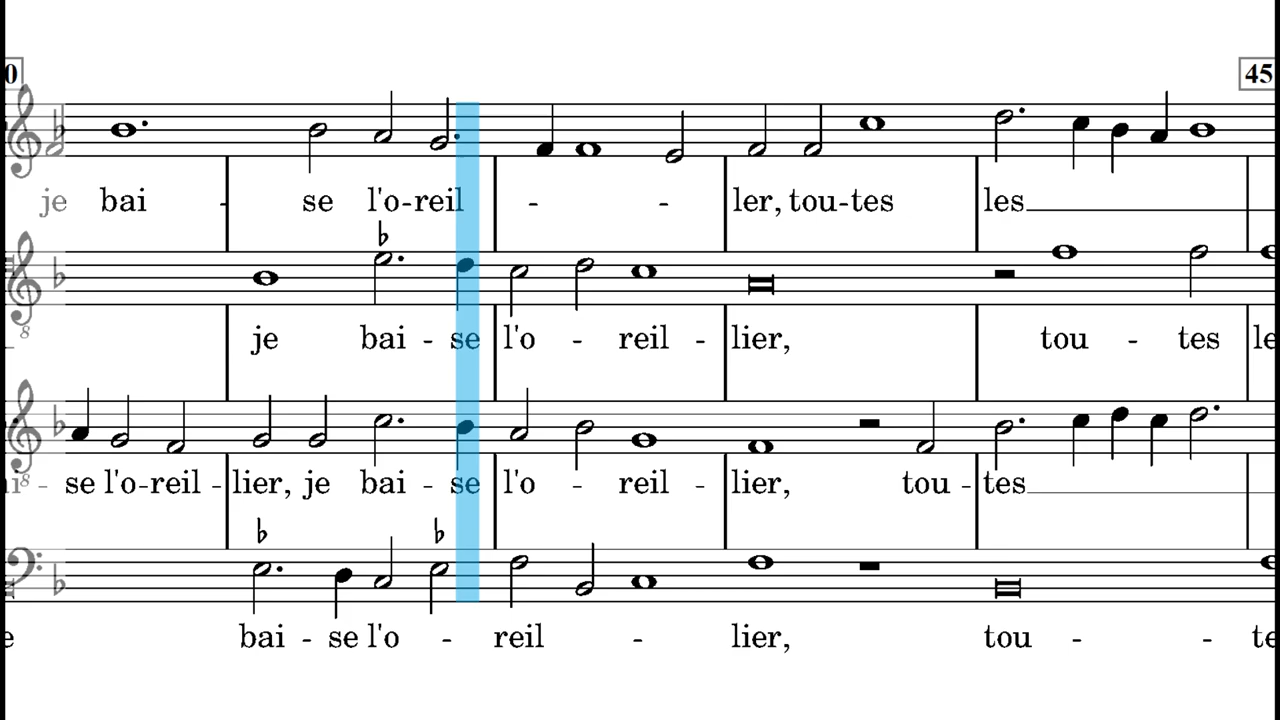 0 45
je bai - se l'o-reil - - ler, tou-tes les
je bai - se l'o - reil - lier, tou - tes le
ai - se l'o-reil - lier, je bai - se l'o - reil - lier, tou - tes
e bai - se l'o - reil - lier, tou - - te